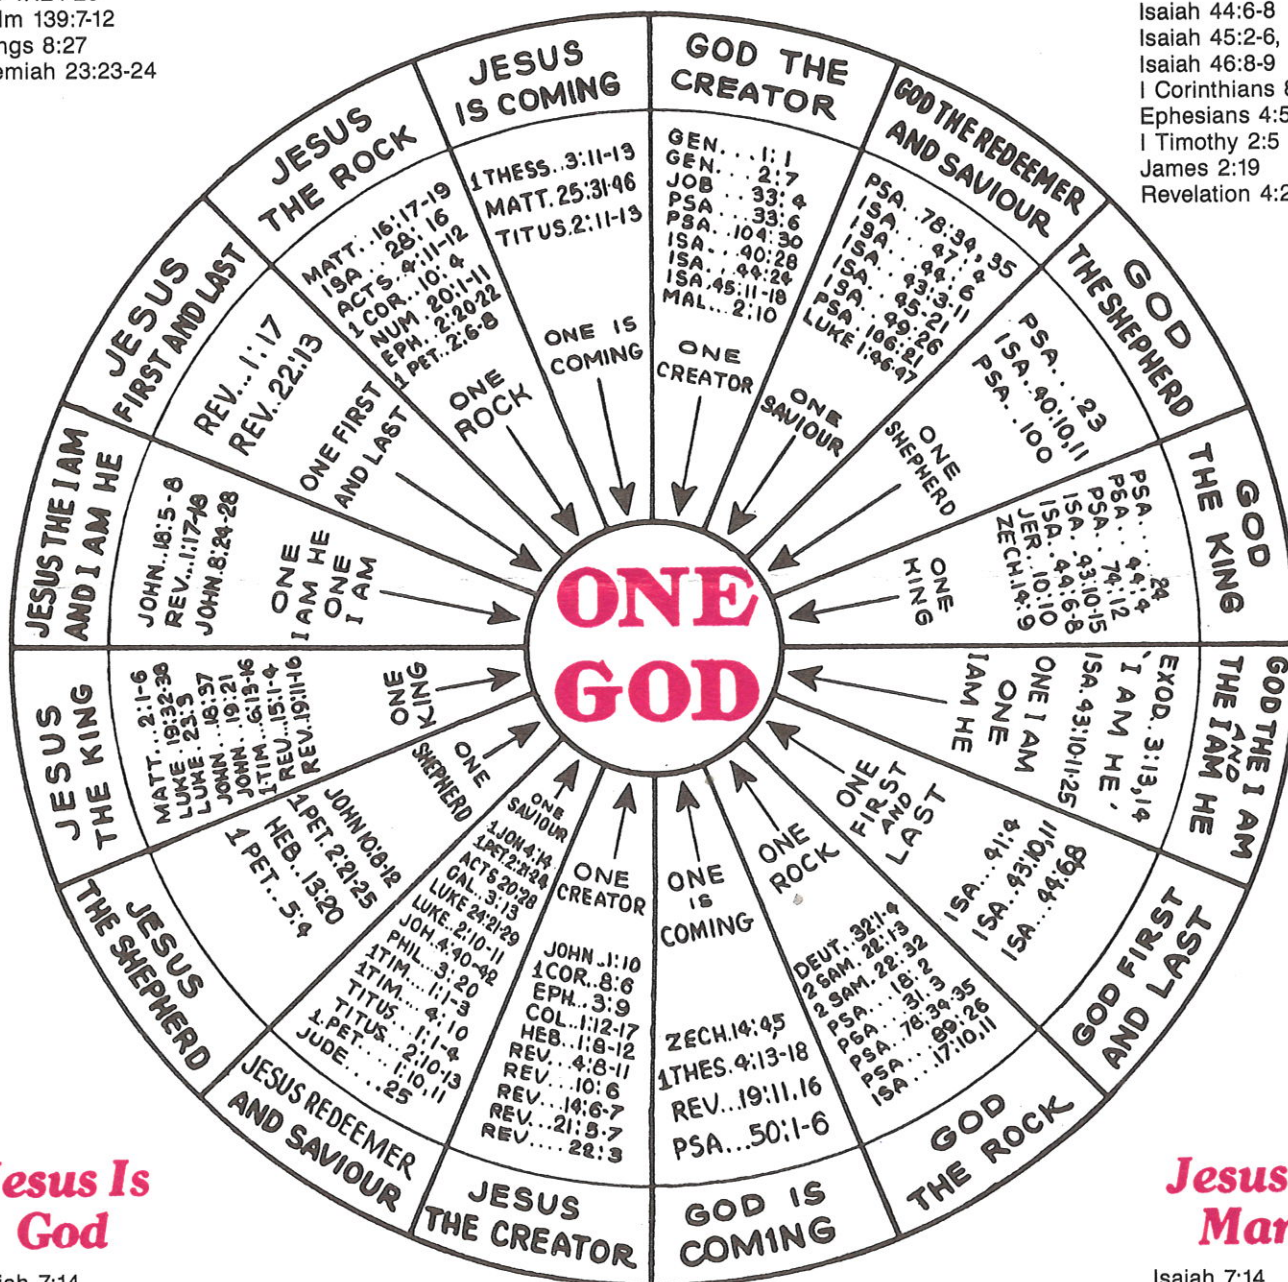 lm 139:7-12
ngs 8:27
emiah 23:23-24
Isaiah 44:6-8
Isaiah 45:2-6,
Isaiah 46:8-9
I Corinthians 8
Ephesians 4:5
I Timothy 2:5
James 2:19
Revelation 4:2
GOD THE
CREATOR
GEN...1:1
GEN....2:7
JOB...33:4
PSA...33:6
PSA..104:30
ISA-..40:28
ISA...44:24
ISA.45:11-18
MAL...2:10
ONE
CREATOR
GOD THE REDEEMER
AND SAVIOUR
PSA..78:34,35
ISA....47:4
ISA....44:6
ISA...43:3-11
ISA...45:21
ISA...49:26
PSA.106:21
LUKE 1:46-47
ONE
SAVIOUR
GOD
THE SHEPHERD
PSA...23
ISA..40:10,11
PSA...100
ONE
SHEPHERD
GOD
THE KING
PSA.....24
PSA...44:4
PSA...74:12
ISA..43:10-15
ISA..44:6-8
JER..10:10
ZECH.14:9
ONE
KING
GOD THE I AM
AND
THE I AM HE
EXOD..3:13,14
'I AM HE'
ISA.43:10-11-25
ONE I AM
ONE
I AM HE
GOD FIRST
AND LAST
ISA...41:4
ISA..43:10,11
ISA...44:6,8
ONE
FIRST
AND
LAST
GOD
THE ROCK
DEUT.32:1-4
2 SAM.22:1-3
2 SAM.22:32
PSA...18:2
PSA...31:3
PSA..78:34-35
PSA...89:26
ISA...17:10,11
ONE
ROCK
GOD IS
COMING
ZECH.14:4,5
1THES.4:13-18
REV...19:11,16
PSA...50:1-6
ONE
IS
COMING
JESUS
THE CREATOR
JOHN..1:10
1COR..8:6
EPH...3:9
COL..1:12-17
HEB..1:8-12
REV...4:8-11
REV...10:6
REV...14:6-7
REV...21:5-7
REV....22:3
ONE
CREATOR
JESUS REDEEMER
AND SAVIOUR
1 JOH 4:14
1.PET.2:21-24
ACTS 20:28
GAL..3:13
LUKE 24:21-29
LUKE.2:10-11
JOH.4:40-42
PHIL...3:20
1TIM...1:1-3
1TIM...4:10
TITUS..1:1-4
TITUS..2:10-13
1.PET...1:10,11
JUDE....25
ONE
SAVIOUR
JESUS
THE SHEPHERD
JOHN 10:8-12
1 PET. 2:21-25
HEB..13:20
1 PET...5:4
ONE
SHEPHERD
JESUS
THE KING
MATT..2:1-6
LUKE 19:32-38
LUKE.23:3
JOHN..18:37
JOHN..19:21
1-TIM..6:13-16
REV..15:1-4
REV..19:11-16
ONE
KING
JESUS THE I AM
AND I AM HE
JOHN..18:5-8
REV...1:17-18
JOHN.8:24-28
ONE
I AM HE
ONE
I AM
JESUS
FIRST AND LAST
REV...1:17
REV..22:13
ONE FIRST
AND LAST
JESUS
THE ROCK
MATT..16:17-19
ISA...28:16
ACTS 4:11-12
1 COR..10:4
NUM 20:1-11
EPH..2:20-22
1 PET..2:6-8
ONE
ROCK
JESUS
IS COMING
1THESS..3:11-13
MATT.25:31-46
TITUS.2:11-13
ONE IS
COMING
ONE
GOD
esus Is
God
Jesus
Mar
iah 7:14
Isaiah 7:14